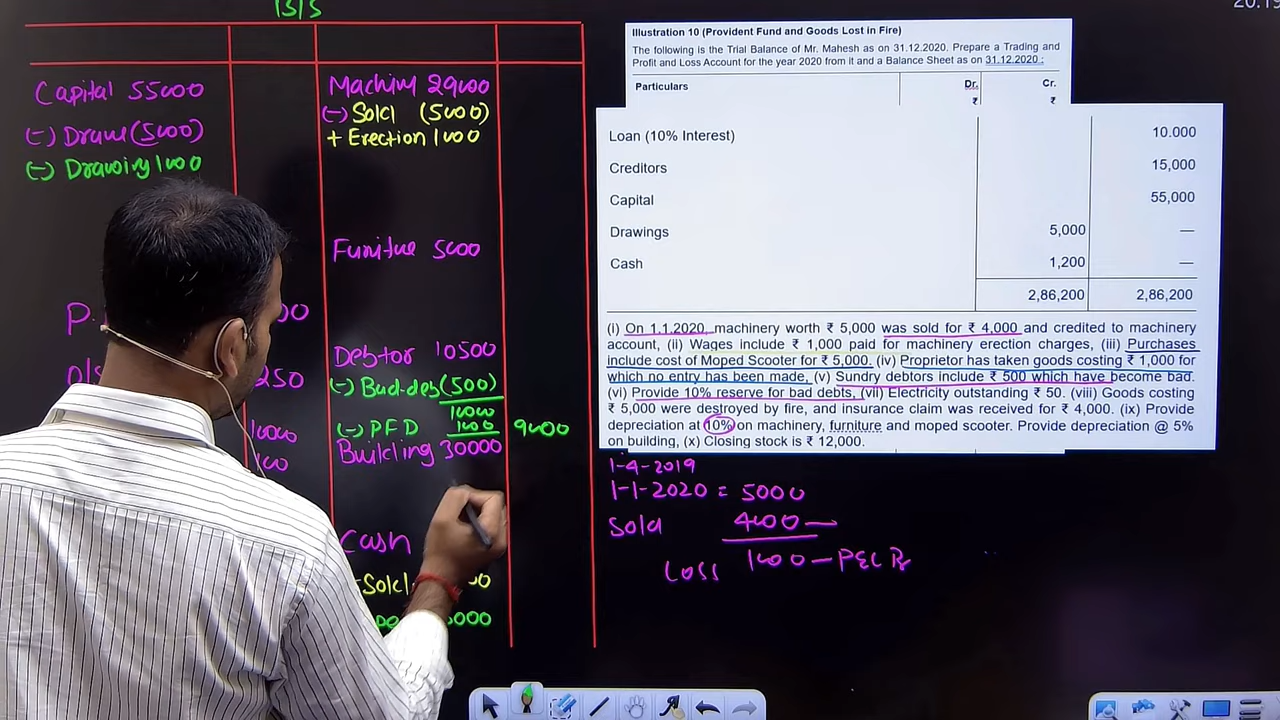 20:19
B/S
Capital 55000
(-) Draw (5000)
(-) Drawing 1000
250
10000
Machiny 29000
(-) Sold (5000)
+ Erection 1000
Furnitue 5000
Debtor 10500
(-) Bad-deb (500)
10000
(-) PFD 1000 9000
Building 30000
Cash
Illustration 10 (Provident Fund and Goods Lost in Fire)
The following is the Trial Balance of Mr. Mahesh as on 31.12.2020. Prepare a Trading and
Profit and Loss Account for the year 2020 from it and a Balance Sheet as on 31.12.2020 :
Particulars Dr. Cr.
₹ ₹
Loan (10% Interest) 10.000
Creditors 15,000
Capital 55,000
Drawings 5,000 —
Cash 1,200 —
2,86,200 2,86,200
(i) On 1.1.2020, machinery worth ₹ 5,000 was sold for ₹ 4,000 and credited to machinery
account, (ii) Wages include ₹ 1,000 paid for machinery erection charges, (iii) Purchases
include cost of Moped Scooter for ₹ 5,000. (iv) Proprietor has taken goods costing ₹ 1,000 for
which no entry has been made, (v) Sundry debtors include ₹ 500 which have become bad.
(vi) Provide 10% reserve for bad debts, (vii) Electricity outstanding ₹ 50. (viii) Goods costing
₹ 5,000 were destroyed by fire, and insurance claim was received for ₹ 4,000. (ix) Provide
depreciation at 10% on machinery, furniture and moped scooter. Provide depreciation @ 5%
on building, (x) Closing stock is ₹ 12,000.
1-4-2019
1-1-2020 = 5000
Sold 4000 —
Loss 1000 —